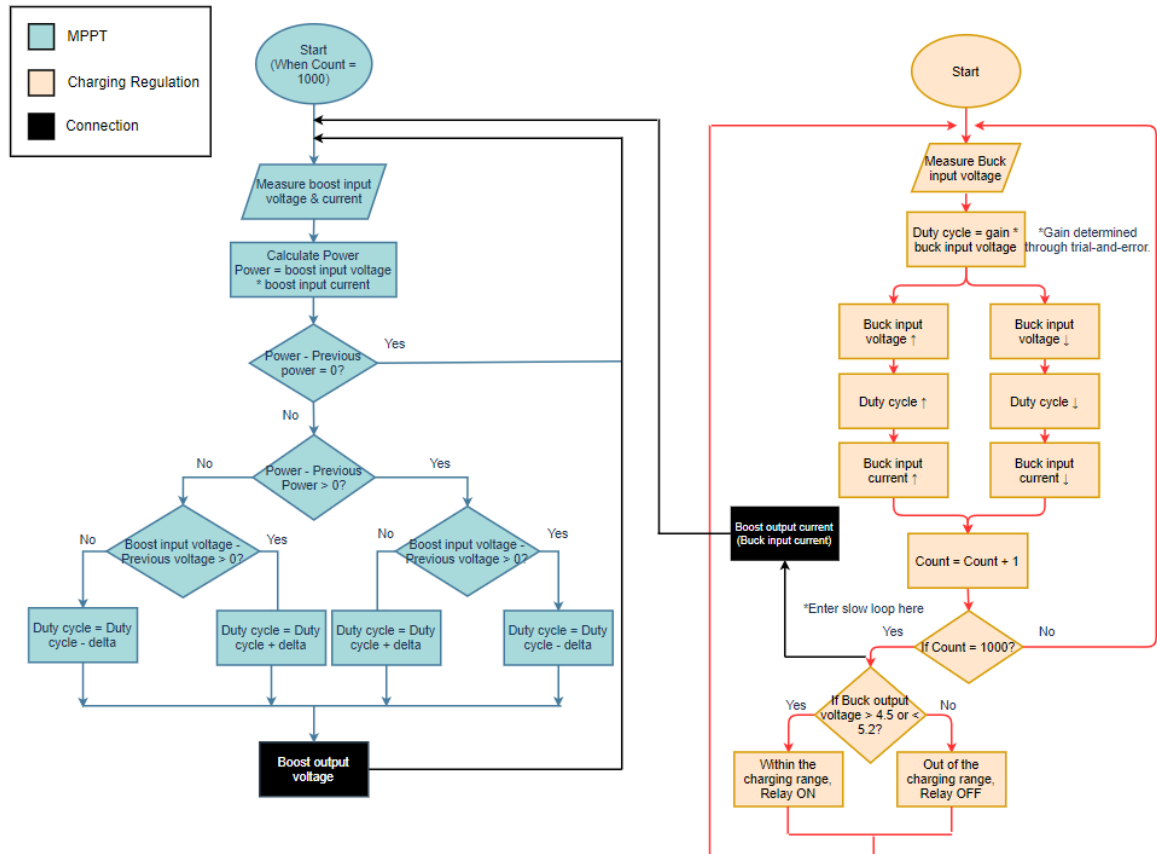 MPPT
Charging Regulation
Connection
Start
(When Count =
1000)
Measure boost input
voltage & current
Calculate Power
Power = boost input voltage
* boost input current
Power - Previous
power = 0?
Yes
No
Power - Previous
Power > 0?
No
Yes
Boost input voltage -
Previous voltage > 0?
No
Yes
Boost input voltage -
Previous voltage > 0?
No
Yes
Duty cycle = Duty
cycle - delta
Duty cycle = Duty
cycle + delta
Duty cycle = Duty
cycle + delta
Duty cycle = Duty
cycle - delta
Boost output
voltage
Start
Measure Buck
input voltage
Duty cycle = gain *
buck input voltage
*Gain determined
through trial-and-error.
Buck input
voltage ↑
Buck input
voltage ↓
Duty cycle ↑
Duty cycle ↓
Buck input
current ↑
Buck input
current ↓
Boost output current
(Buck input current)
Count = Count + 1
*Enter slow loop here
Yes
If Count = 1000?
No
If Buck output
voltage > 4.5 or <
5.2?
Yes
No
Within the
charging range,
Relay ON
Out of the
charging range,
Relay OFF